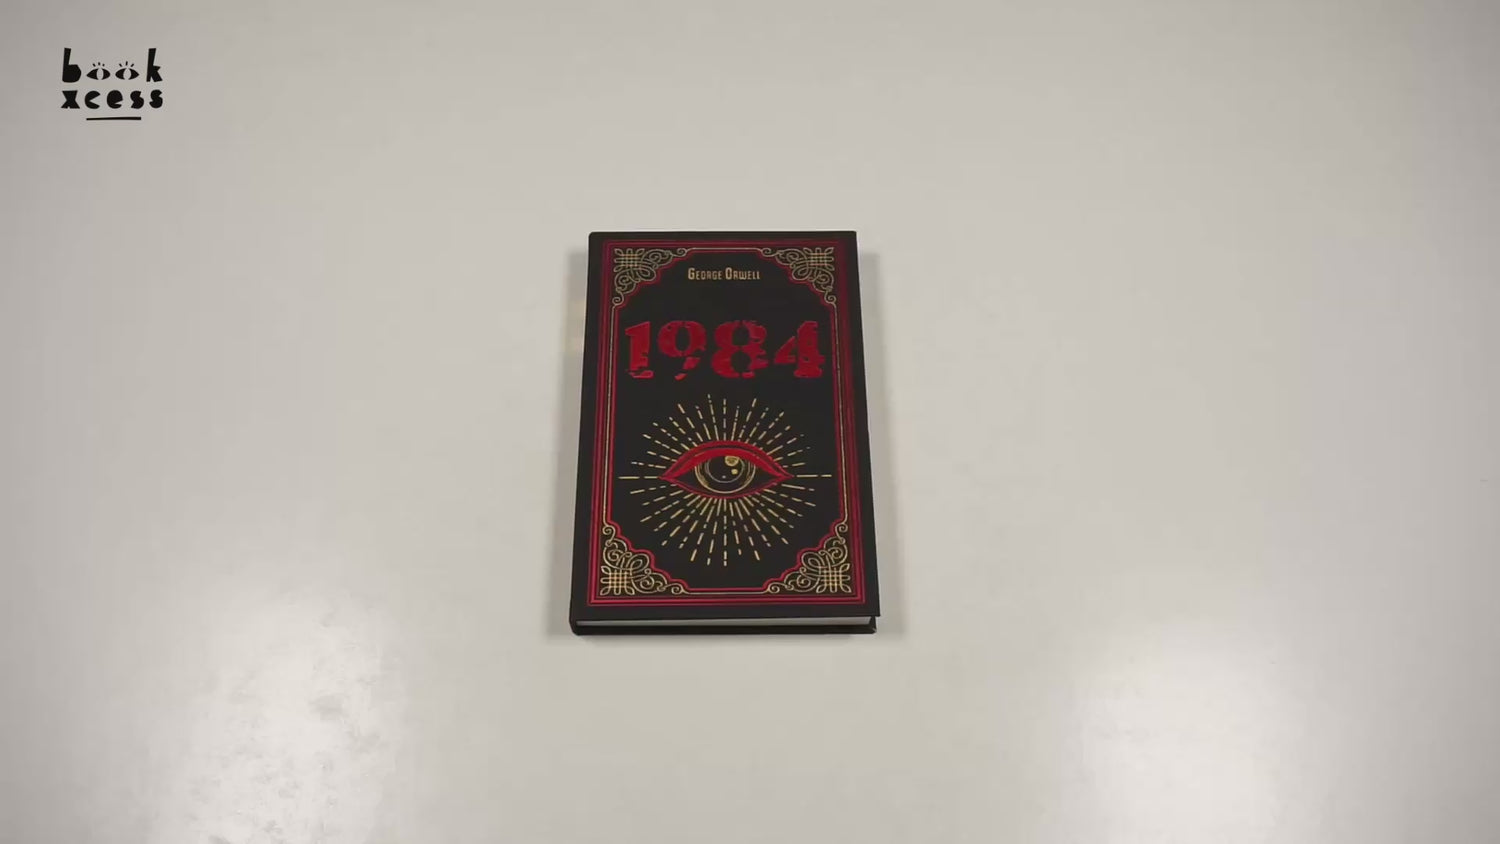 book
xcess
George Orwell
1984